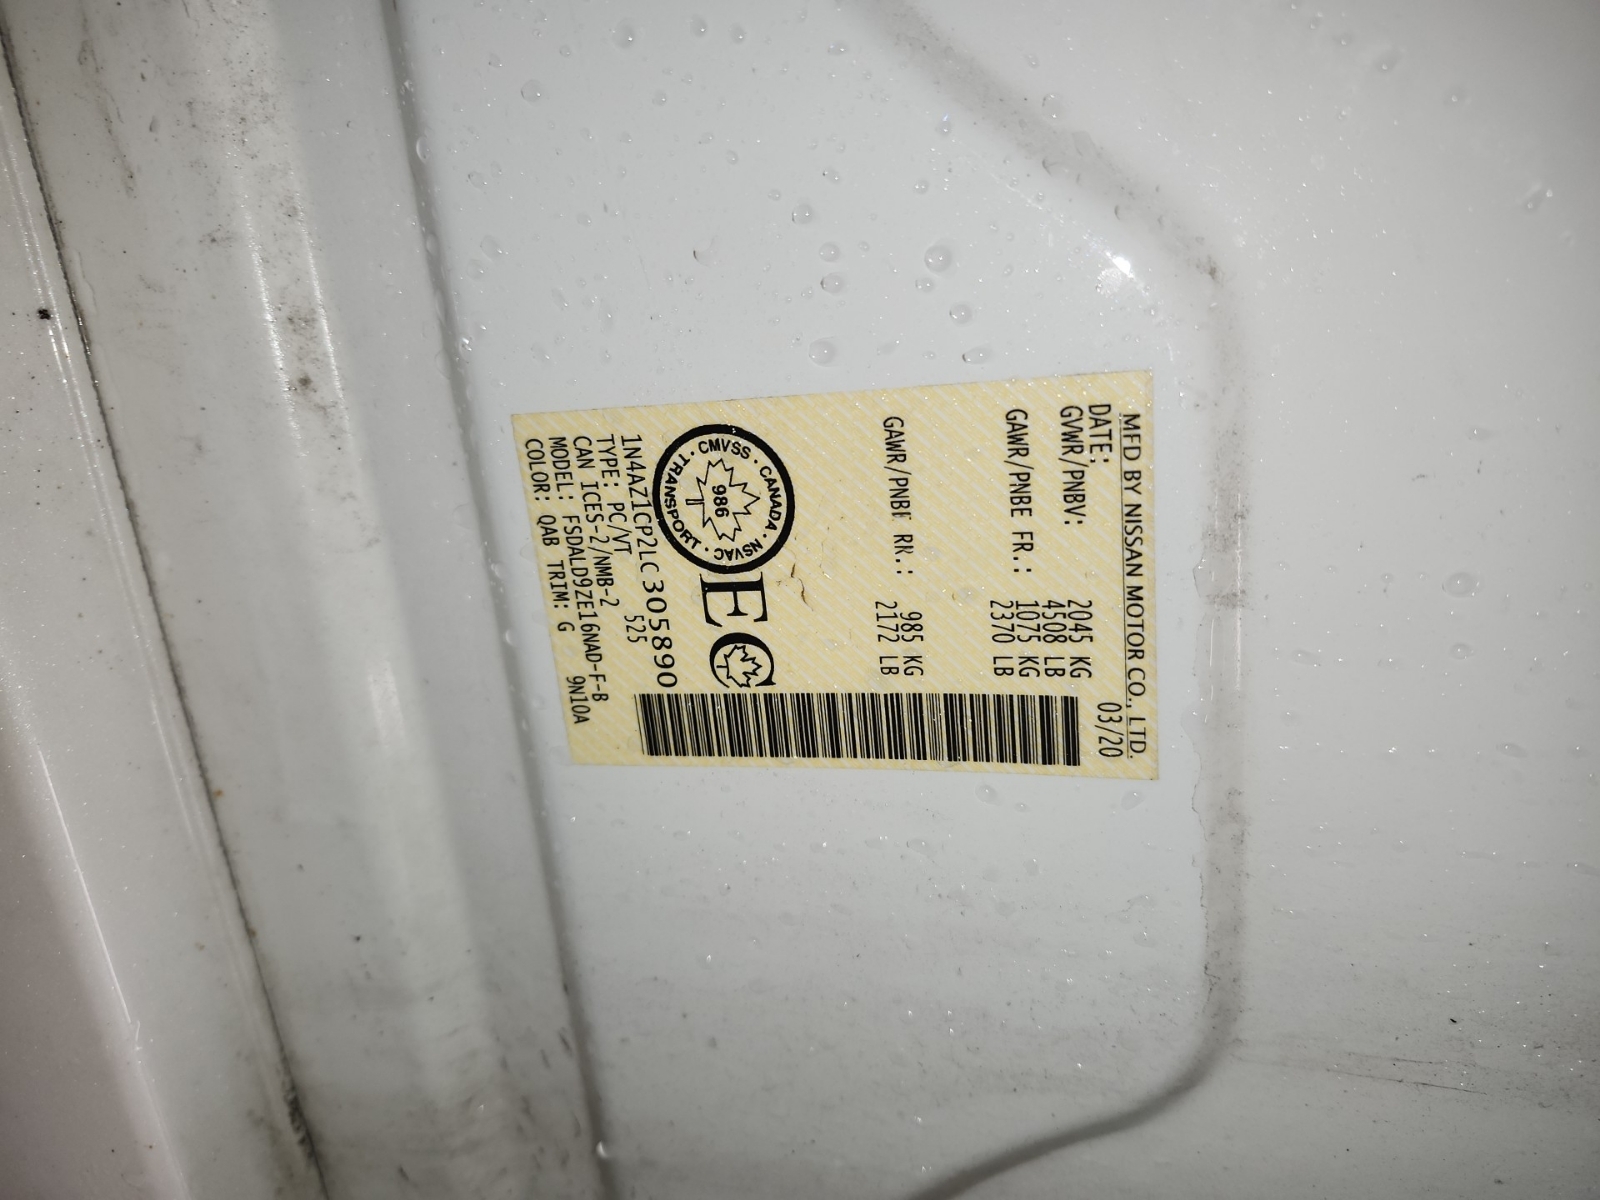 MFD BY NISSAN MOTOR CO., LTD.
DATE: 03/20
GVWR/PNBV: 2045 KG
4508 LB
GAWR/PNBE FR.: 1075 KG
2370 LB
GAWR/PNBE RR.: 985 KG
2172 LB
CMVSS · CANADA · NSVAC · TRANSPORT ·
986
EC
1N4AZ1CP2LC305890
TYPE: PC/VT 525
CAN ICES-2/NMB-2
MODEL: FSDALD9ZE16NAD-F-B
COLOR: QAB TRIM: G 9N10A